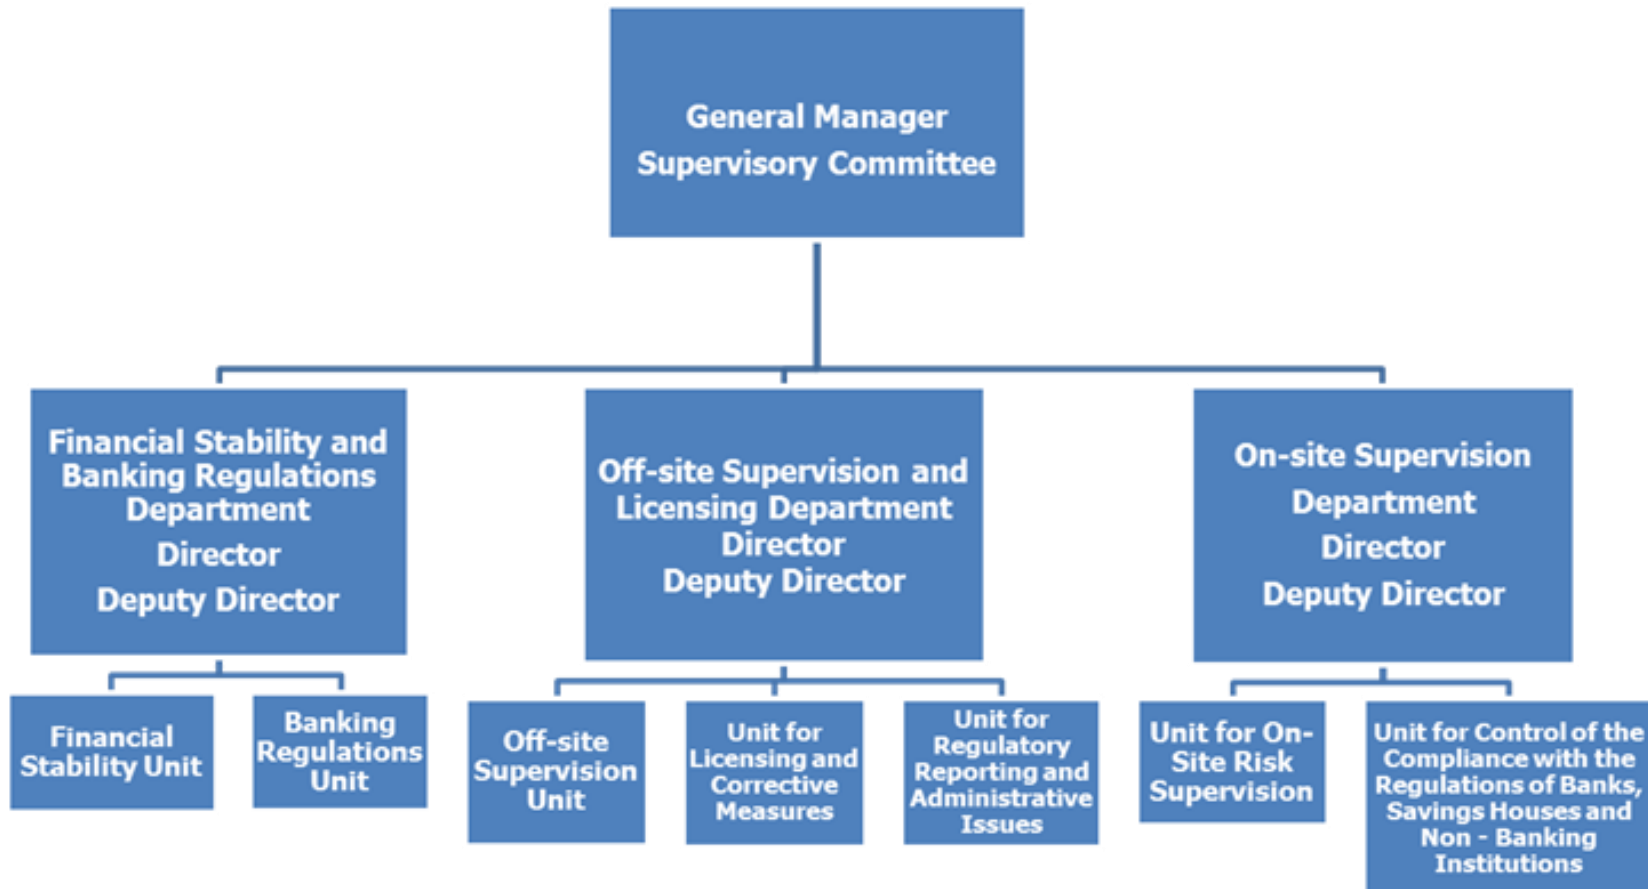 General Manager
Supervisory Committee
Financial Stability and
Banking Regulations
Department
Director
Deputy Director
Off-site Supervision and
Licensing Department
Director
Deputy Director
On-site Supervision
Department
Director
Deputy Director
Financial
Stability Unit
Banking
Regulations
Unit
Off-site
Supervision
Unit
Unit for
Licensing and
Corrective
Measures
Unit for
Regulatory
Reporting and
Administrative
Issues
Unit for On-
Site Risk
Supervision
Unit for Control of the
Compliance with the
Regulations of Banks,
Savings Houses and
Non - Banking
Institutions